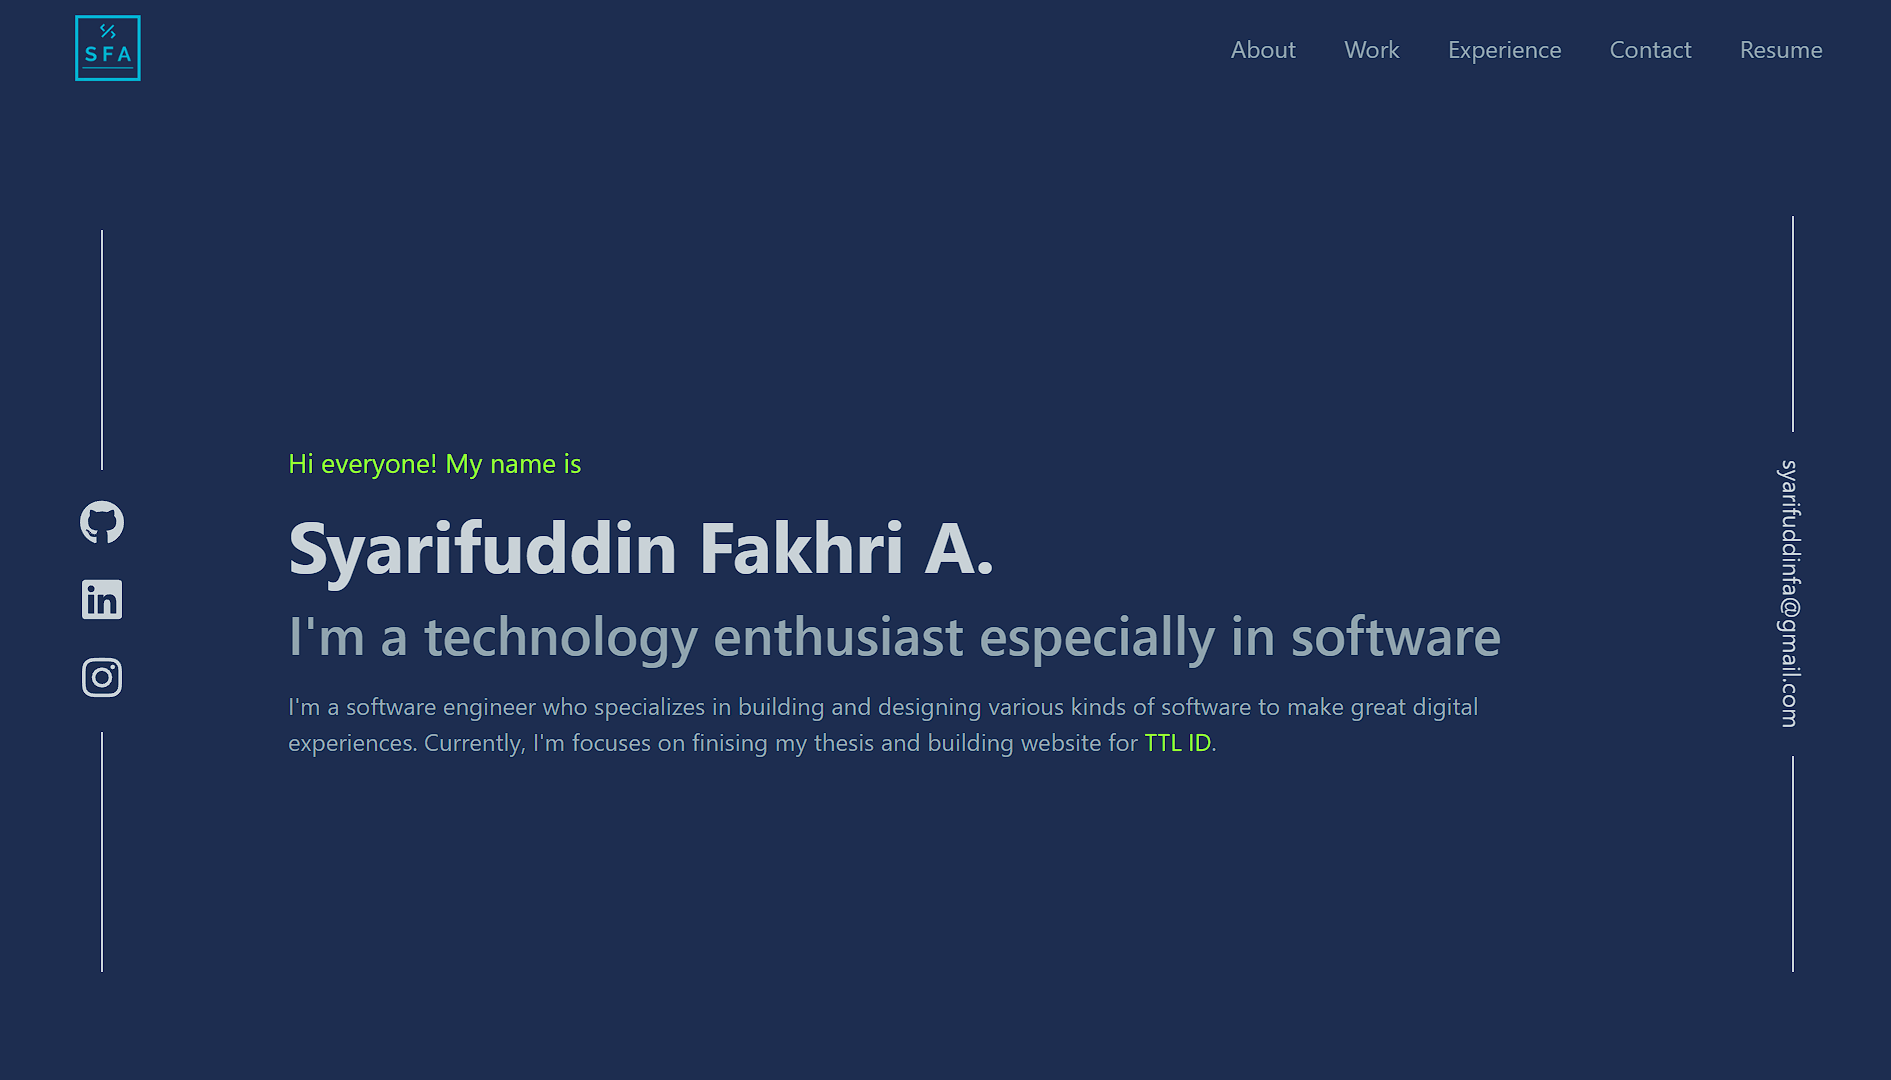 SFA
About
Work
Experience
Contact
Resume
Hi everyone! My name is
Syarifuddin Fakhri A.
I'm a technology enthusiast especially in software
I'm a software engineer who specializes in building and designing various kinds of software to make great digital
experiences. Currently, I'm focuses on finising my thesis and building website for TTL ID.
in
syarifuddinfa@gmail.com